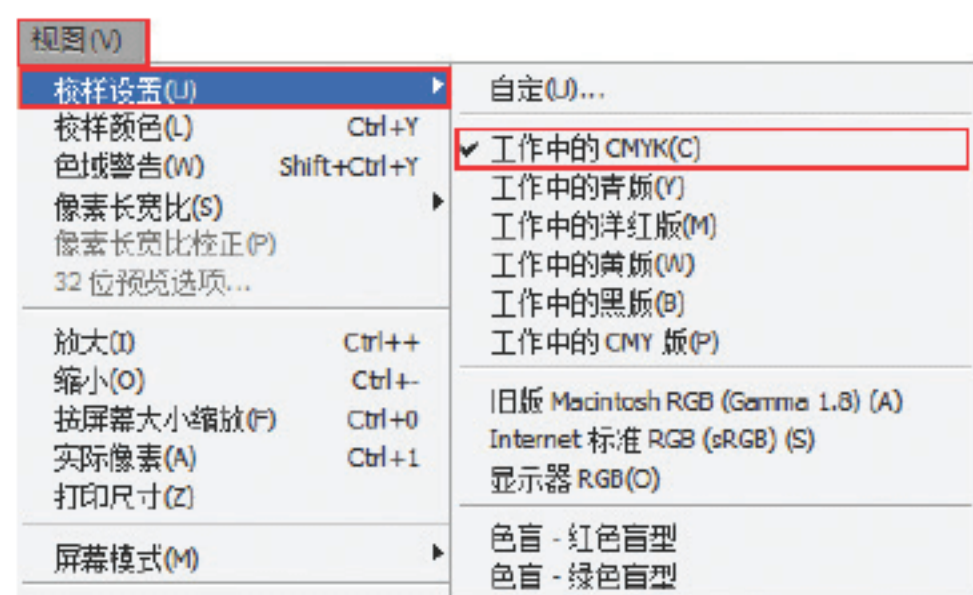 视图(V)
校样设置(U)
校样颜色(L) Ctrl+Y
色域警告(W) Shift+Ctrl+Y
像素长宽比(S)
像素长宽比校正(P)
32 位预览选项...
放大(I) Ctrl++
缩小(O) Ctrl+-
按屏幕大小缩放(F) Ctrl+0
实际像素(A) Ctrl+1
打印尺寸(Z)
屏幕模式(M)
自定(U)...
工作中的 CMYK(C)
工作中的青版(Y)
工作中的洋红版(M)
工作中的黄版(W)
工作中的黑版(B)
工作中的 CMY 版(P)
旧版 Macintosh RGB (Gamma 1.8) (A)
Internet 标准 RGB (sRGB) (S)
显示器 RGB(O)
色盲 - 红色盲型
色盲 - 绿色盲型